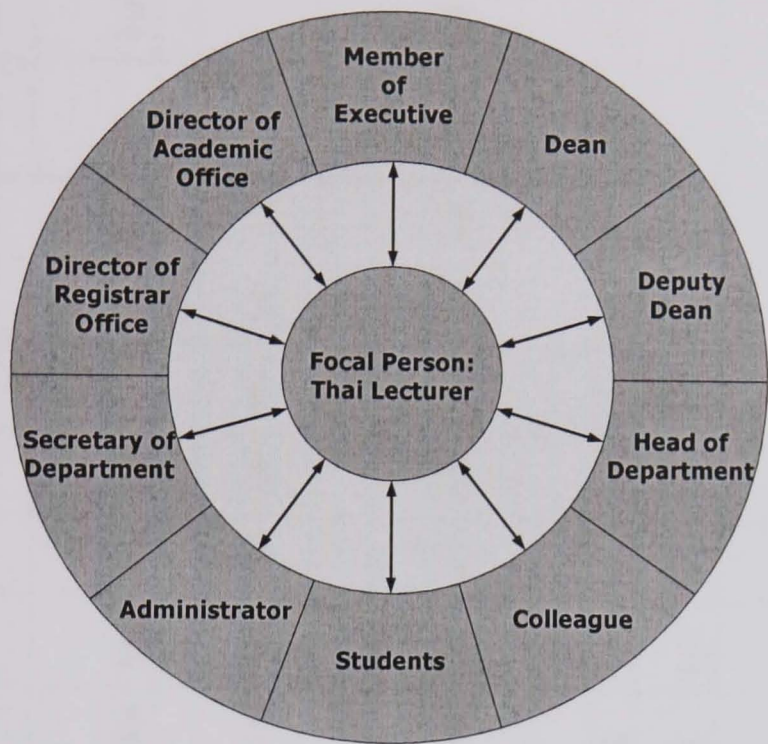 Member
of
Executive
Dean
Deputy
Dean
Head of
Department
Colleague
Students
Administrator
Secretary of
Department
Director of
Registrar
Office
Director of
Academic
Office
Focal Person:
Thai Lecturer